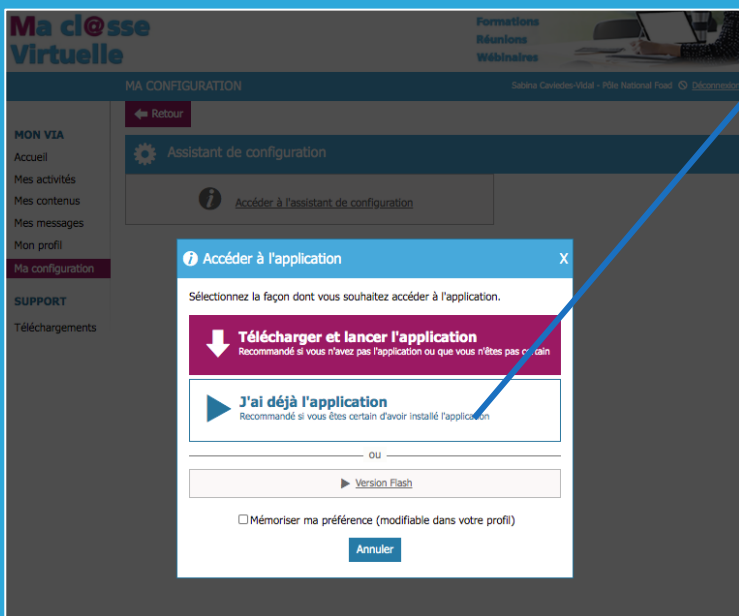 Ma cl@sse
Virtuelle
Formations
Réunions
Wébinaires
MA CONFIGURATION
Sabina Caviedes-Vidal - Pôle National Foad Déconnexion
Retour
MON VIA
Accueil
Mes activités
Mes contenus
Mes messages
Mon profil
Ma configuration
SUPPORT
Téléchargements
Assistant de configuration
Accéder à l'assistant de configuration
Accéder à l'application X
Sélectionnez la façon dont vous souhaitez accéder à l'application.
Télécharger et lancer l'application
Recommandé si vous n'avez pas l'application ou que vous n'êtes pas certain
J'ai déjà l'application
Recommandé si vous êtes certain d'avoir installé l'application
ou
Version Flash
Mémoriser ma préférence (modifiable dans votre profil)
Annuler